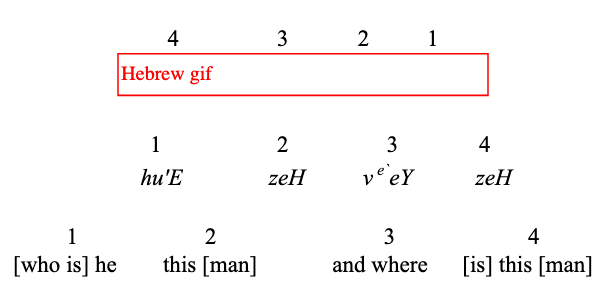 4 3 2 1
Hebrew gif
1 2 3 4
hu'E zeH ve`eY zeH
1 2 3 4
[who is] he this [man] and where [is] this [man]